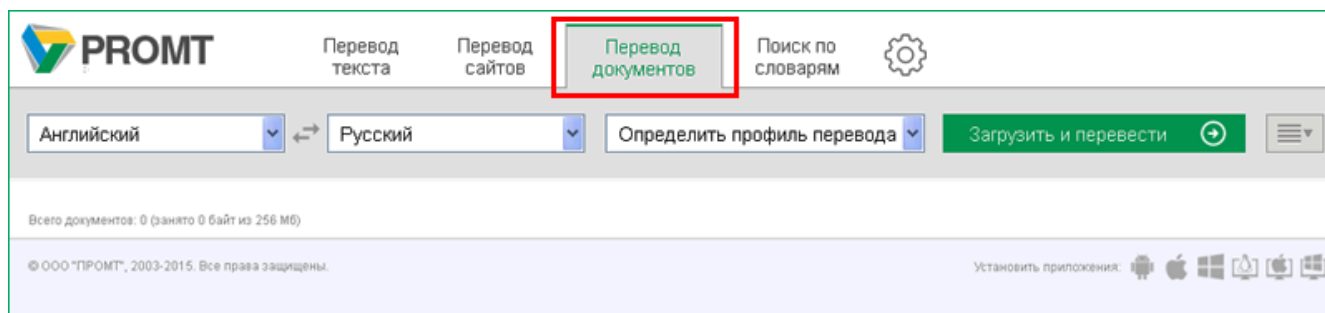 PROMT
Перевод
текста
Перевод
сайтов
Перевод
документов
Поиск по
словарям
Английский
Русский
Определить профиль перевода
Загрузить и перевести
Всего документов: 0 (занято 0 байт из 256 Мб)
© ООО "ПРОМТ", 2003-2015. Все права защищены.
Установить приложения: